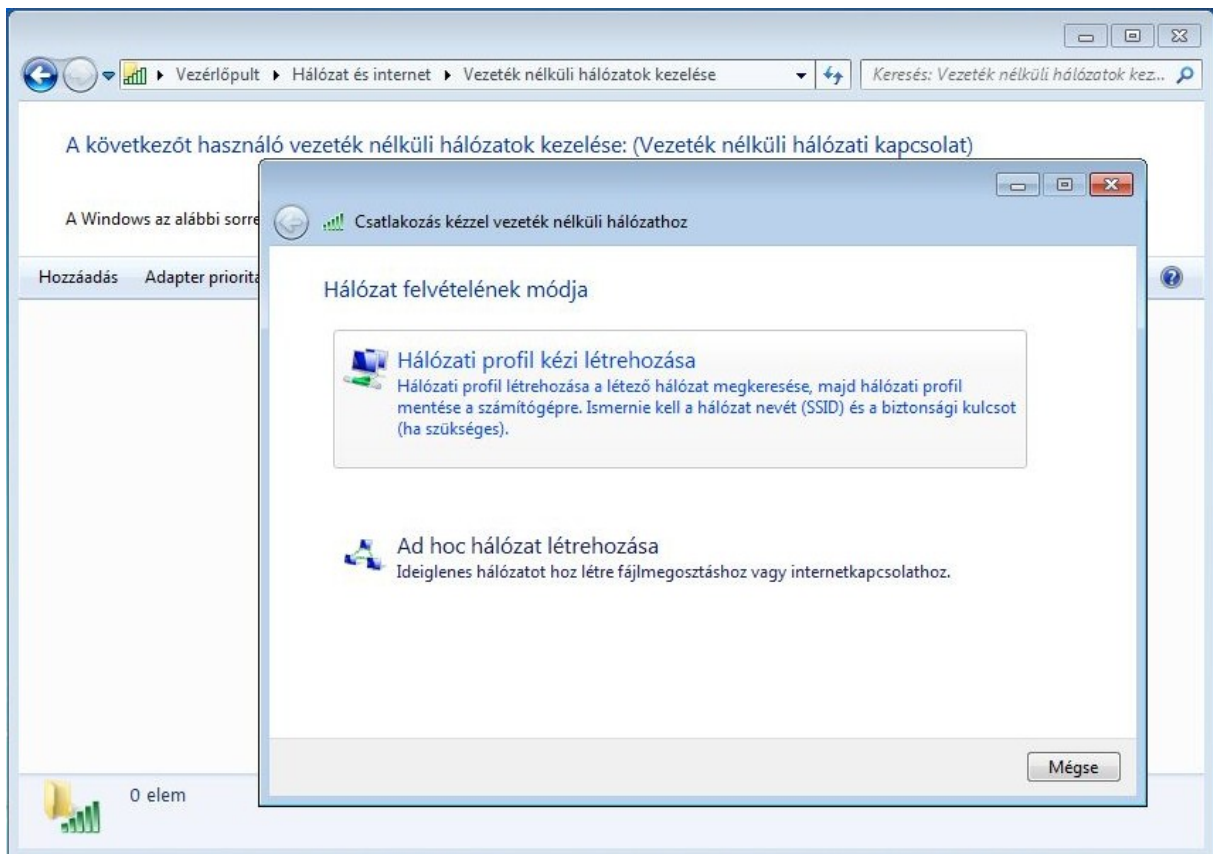 Vezérlőpult Hálózat és internet Vezeték nélküli hálózatok kezelése Keresés: Vezeték nélküli hálózatok kez...
A következőt használó vezeték nélküli hálózatok kezelése: (Vezeték nélküli hálózati kapcsolat)
A Windows az alábbi sorre
Hozzáadás Adapter priorita
Csatlakozás kézzel vezeték nélküli hálózathoz
Hálózat felvételének módja
Hálózati profil kézi létrehozása
Hálózati profil létrehozása a létező hálózat megkeresése, majd hálózati profil
mentése a számítógépre. Ismernie kell a hálózat nevét (SSID) és a biztonsági kulcsot
(ha szükséges).
Ad hoc hálózat létrehozása
Ideiglenes hálózatot hoz létre fájlmegosztáshoz vagy internetkapcsolathoz.
Mégse
0 elem